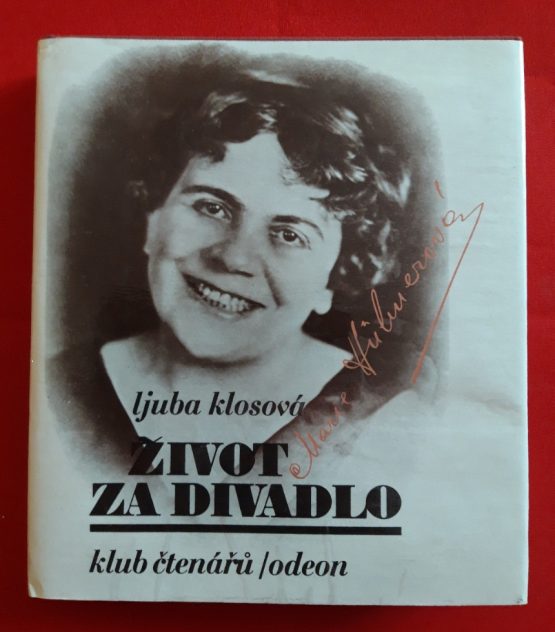 Marie Hübnerová
ljuba klosová
ŽIVOT
ZA DIVADLO
klub čtenářů/odeon